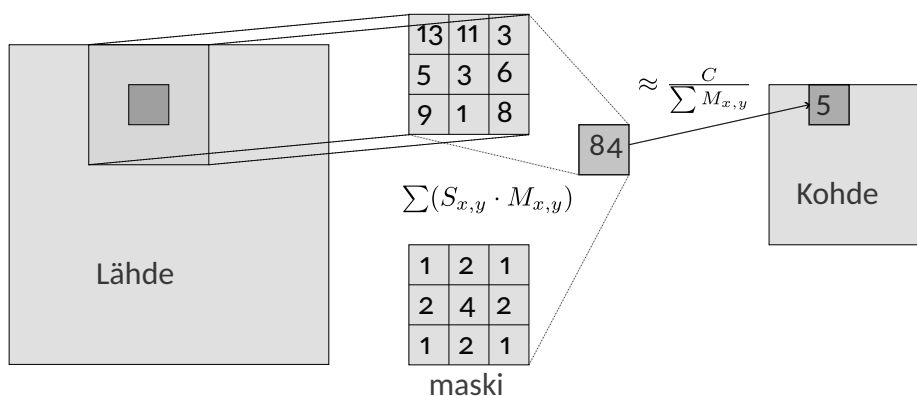 13 11 3
5 3 6
9 1 8
≈ C / ∑ M_{x,y}
5
84
Kohde
∑(S_{x,y} · M_{x,y})
Lähde
1 2 1
2 4 2
1 2 1
maski